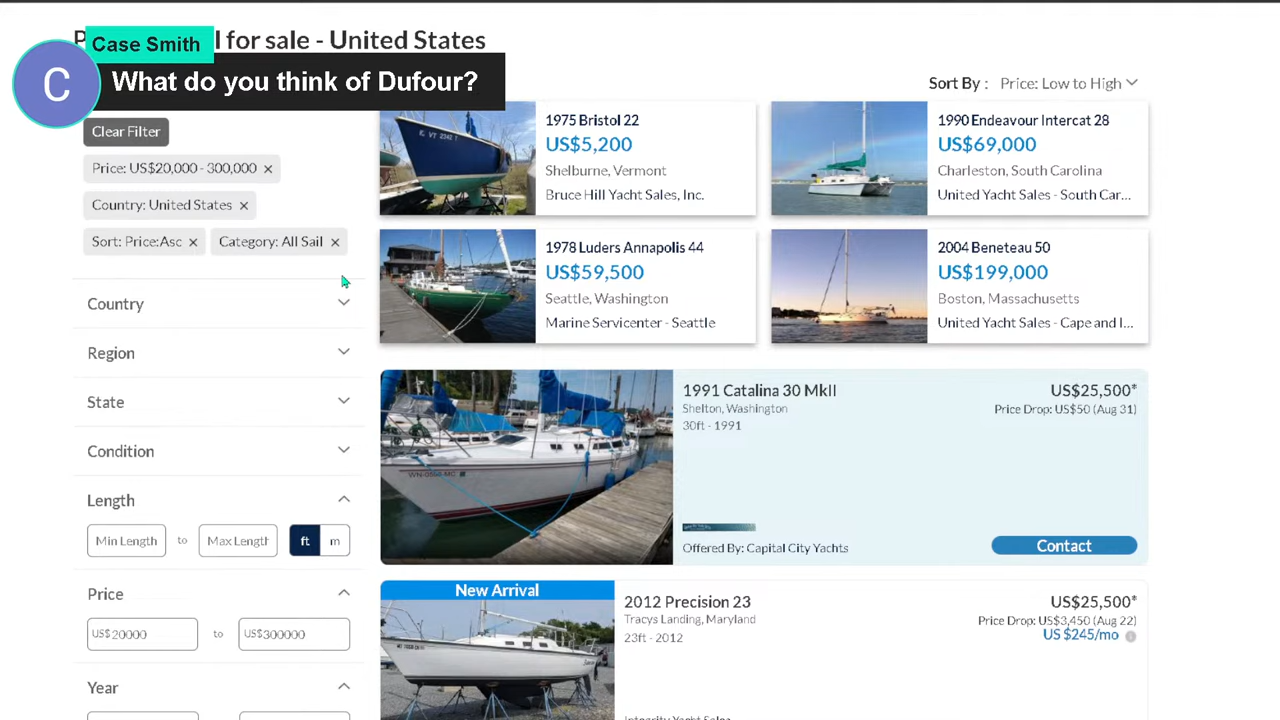 P l for sale - United States
Case Smith
C
What do you think of Dufour?
Sort By : Price: Low to High
Clear Filter
Price: US$20,000 - 300,000 ×
Country: United States ×
Sort: Price:Asc × Category: All Sail ×
Country
Region
State
Condition
Length
Min Length to Max Length ft m
Price
US$20000 to US$300000
Year
1975 Bristol 22
US$5,200
Shelburne, Vermont
Bruce Hill Yacht Sales, Inc.
1990 Endeavour Intercat 28
US$69,000
Charleston, South Carolina
United Yacht Sales - South Car...
1978 Luders Annapolis 44
US$59,500
Seattle, Washington
Marine Servicenter - Seattle
2004 Beneteau 50
US$199,000
Boston, Massachusetts
United Yacht Sales - Cape and I...
1991 Catalina 30 MkII
US$25,500*
Shelton, Washington
Price Drop: US$50 (Aug 31)
30ft - 1991
Offered By: Capital City Yachts
Contact
New Arrival
2012 Precision 23
US$25,500*
Tracys Landing, Maryland
Price Drop: US$3,450 (Aug 22)
23ft - 2012
US $245/mo
Integrity Yacht Sales